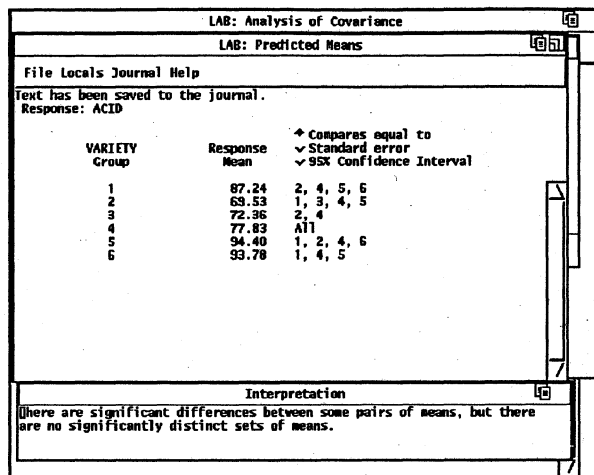 LAB: Analysis of Covariance
LAB: Predicted Means
File Locals Journal Help
Text has been saved to the journal.
Response: ACID
Compares equal to
VARIETY Response Standard error
Group Mean 95% Confidence Interval
1 87.24 2, 4, 5, 6
2 69.53 1, 3, 4, 5
3 72.36 2, 4
4 77.83 All
5 94.40 1, 2, 4, 6
6 93.78 1, 4, 5
Interpretation
There are significant differences between some pairs of means, but there
are no significantly distinct sets of means.